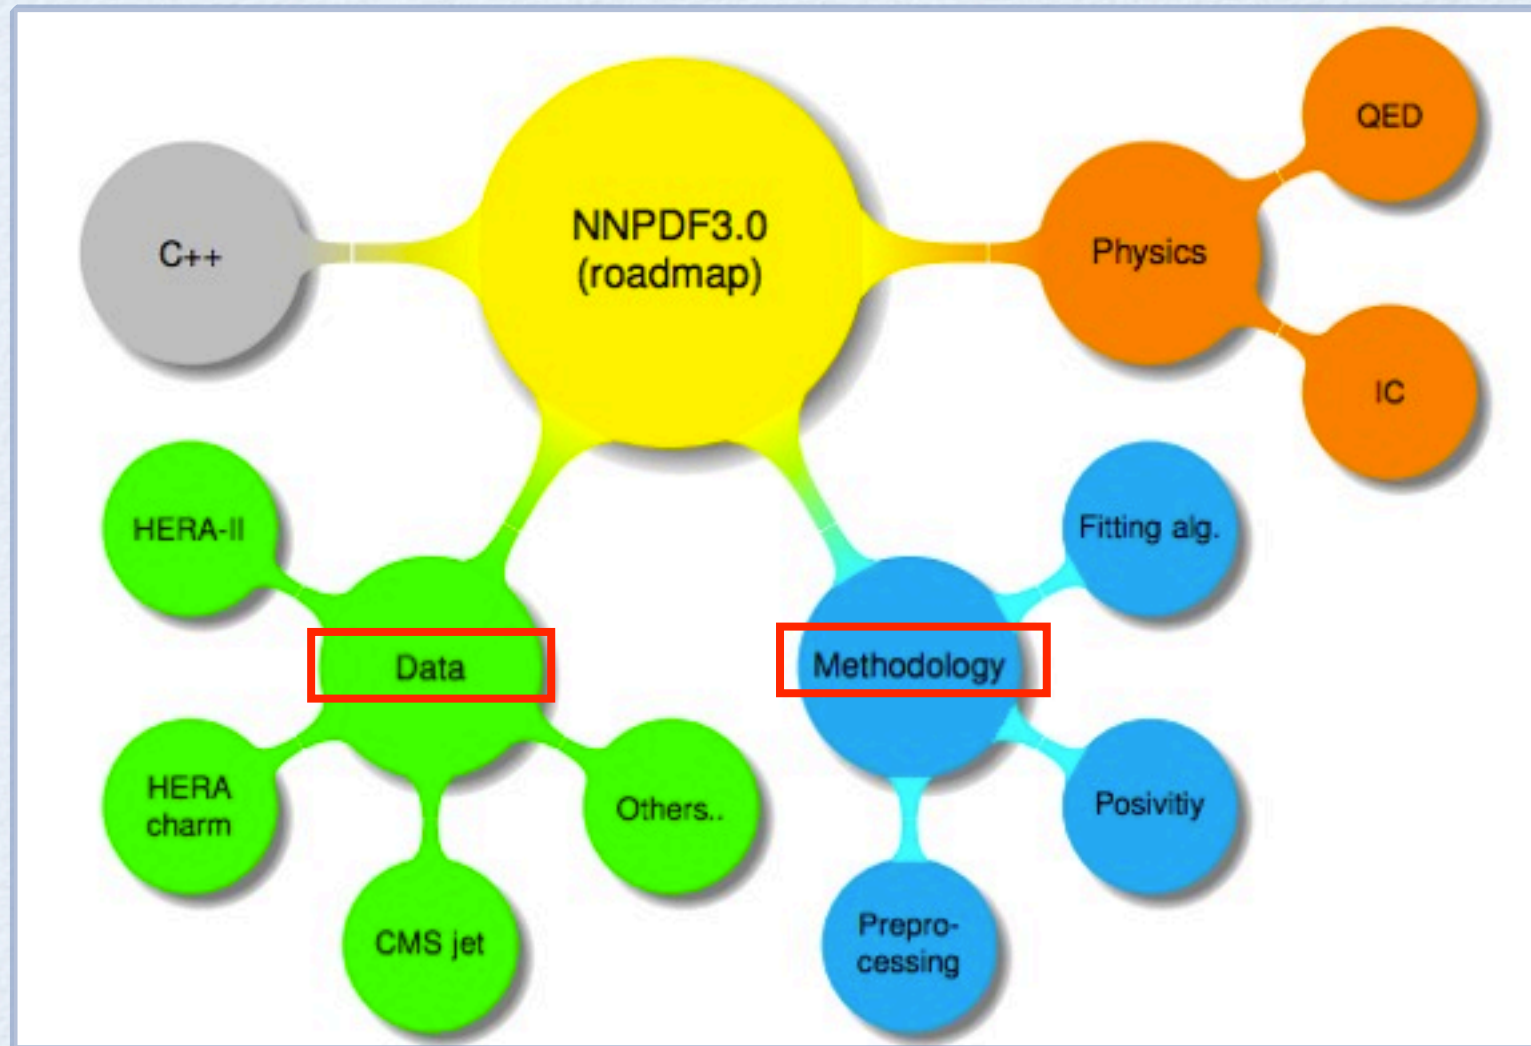 NNPDF3.0
(roadmap)
C++
Physics
QED
IC
HERA-II
Data
HERA
charm
CMS jet
Others..
Methodology
Fitting alg.
Posivitiy
Prepro-
cessing